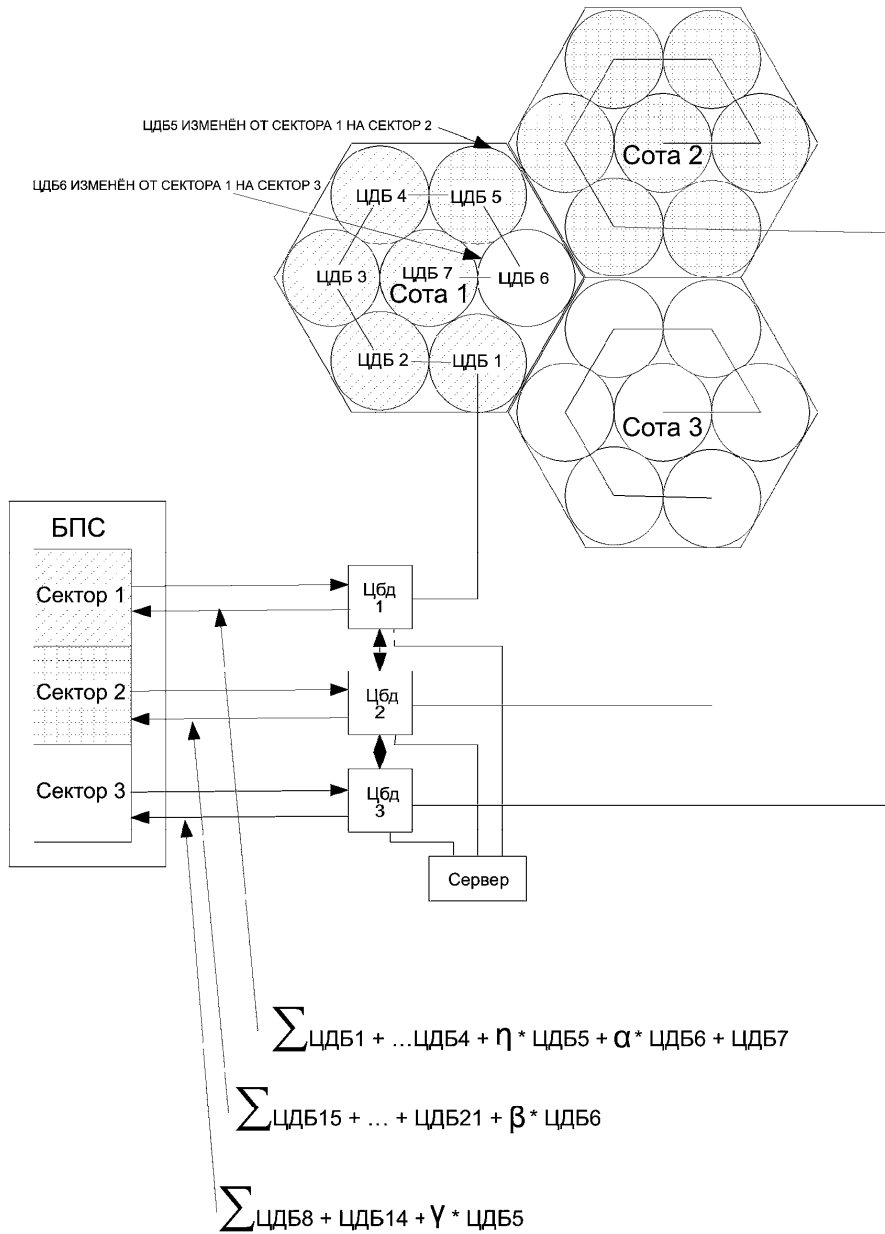 ЦДБ5 ИЗМЕНЁН ОТ СЕКТОРА 1 НА СЕКТОР 2
ЦДБ6 ИЗМЕНЁН ОТ СЕКТОРА 1 НА СЕКТОР 3
Сота 2
ЦДБ 4
ЦДБ 5
ЦДБ 3
ЦДБ 7
ЦДБ 6
Сота 1
ЦДБ 2
ЦДБ 1
Сота 3
БПС
Сектор 1
Цбд
1
Сектор 2
Цбд
2
Сектор 3
Цбд
3
Сервер
∑ЦДБ1 + ...ЦДБ4 + η * ЦДБ5 + α * ЦДБ6 + ЦДБ7
∑ЦДБ15 + ... + ЦДБ21 + β * ЦДБ6
∑ЦДБ8 + ЦДБ14 + γ * ЦДБ5